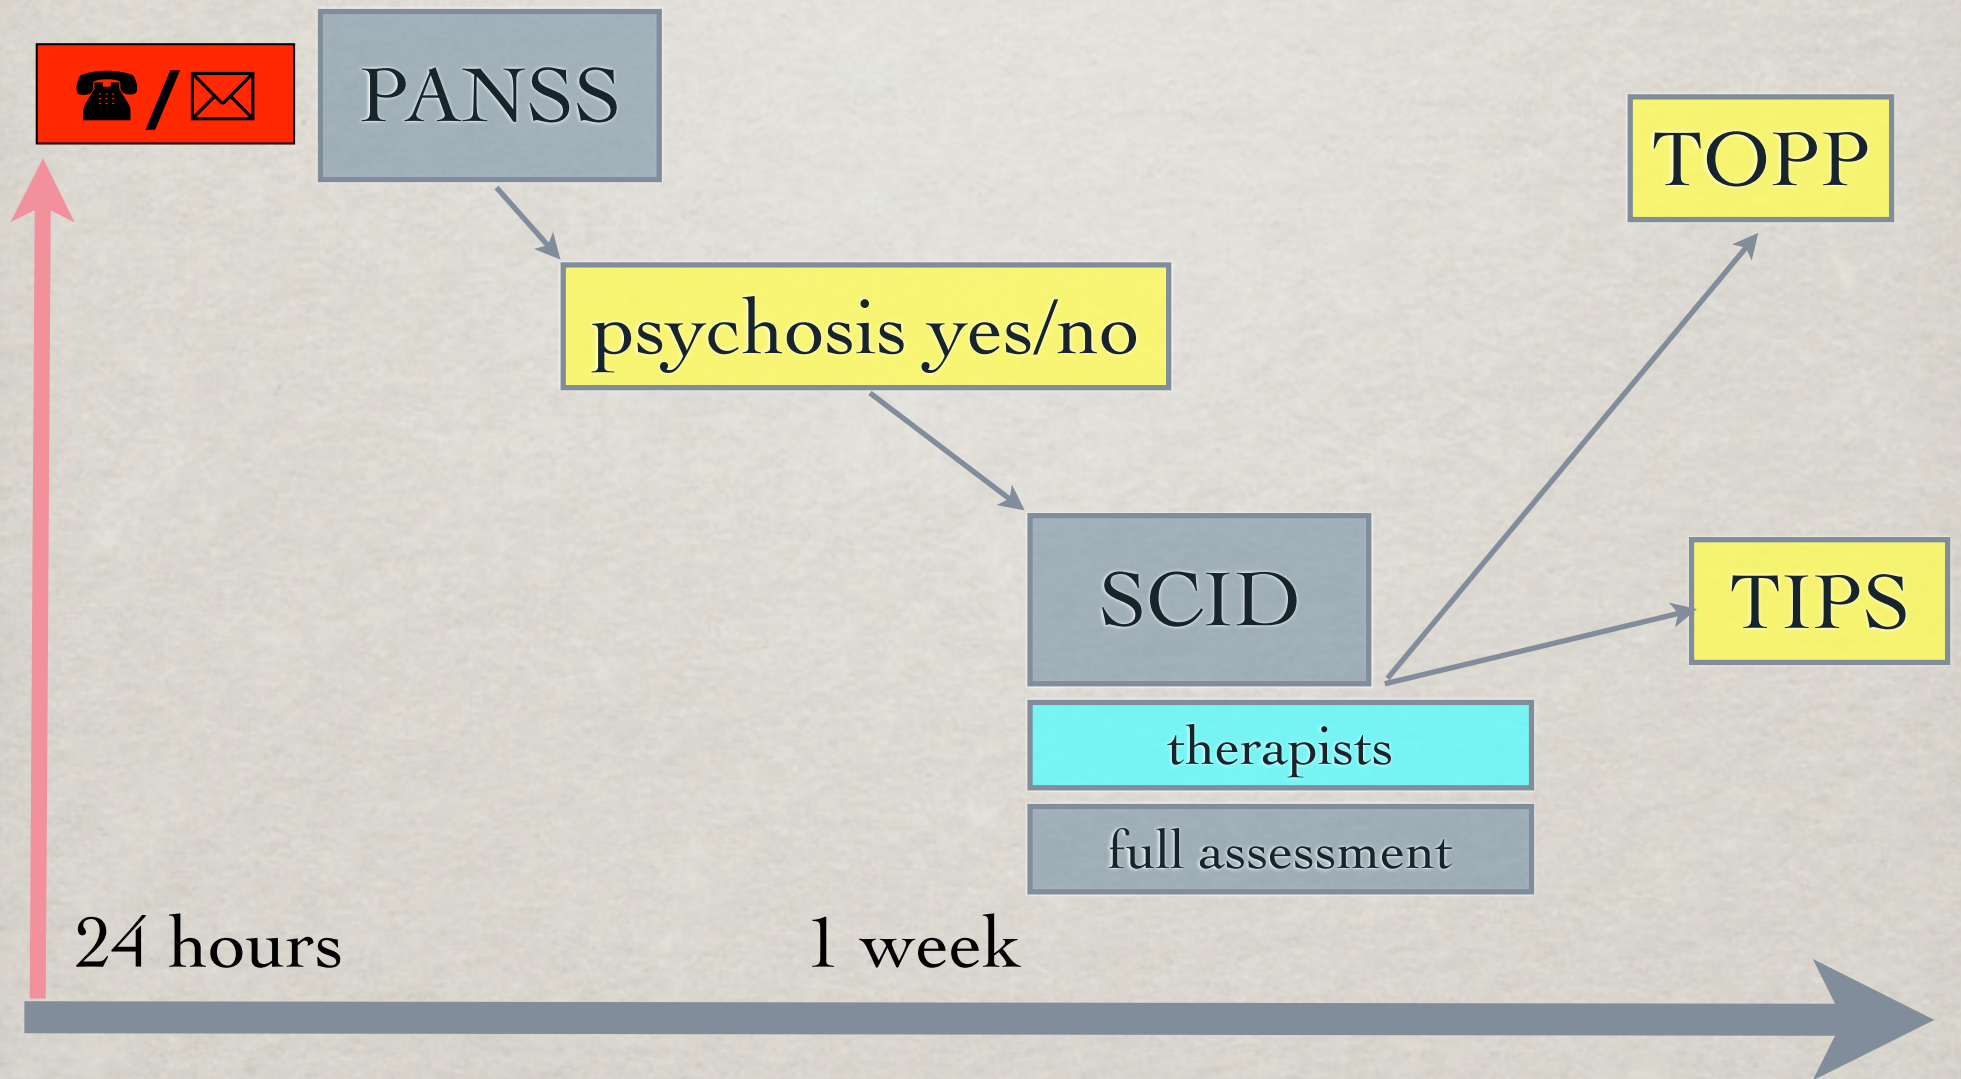 ☎/✉
PANSS
TOPP
psychosis yes/no
SCID
TIPS
therapists
full assessment
24 hours
1 week